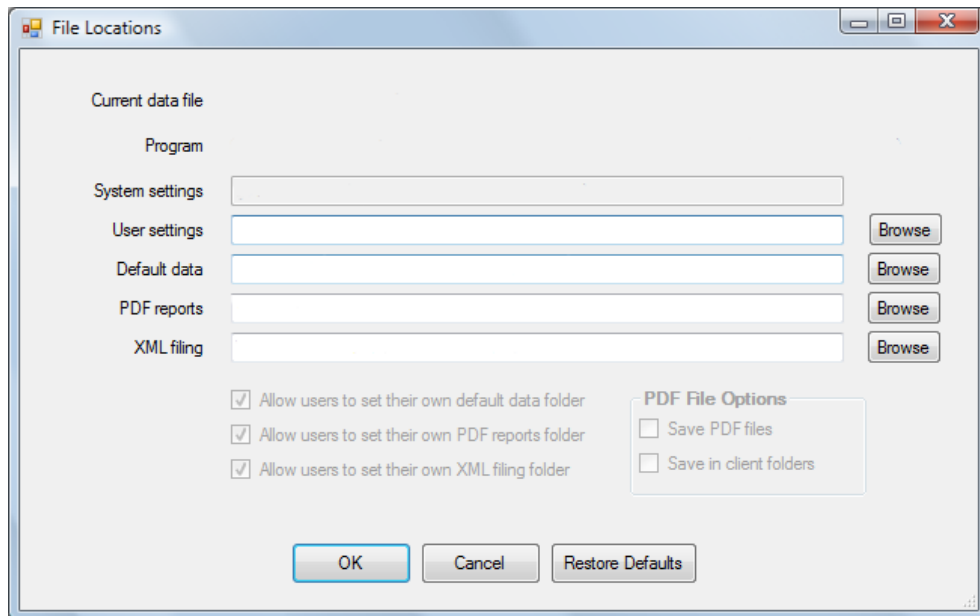 File Locations
Current data file
Program
System settings
User settings Browse
Default data Browse
PDF reports Browse
XML filing Browse
Allow users to set their own default data folder
Allow users to set their own PDF reports folder
Allow users to set their own XML filing folder
PDF File Options
Save PDF files
Save in client folders
OK Cancel Restore Defaults